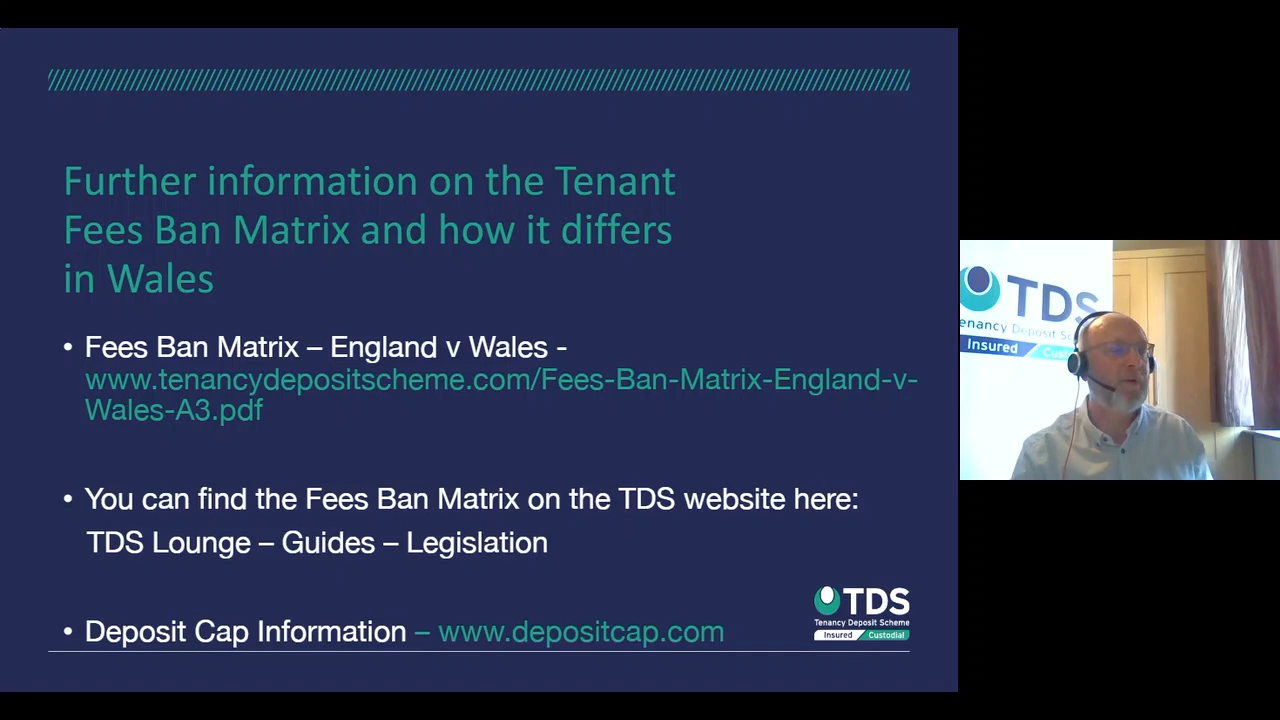 Further information on the Tenant
Fees Ban Matrix and how it differs
in Wales
• Fees Ban Matrix – England v Wales -
www.tenancydepositscheme.com/Fees-Ban-Matrix-England-v-
Wales-A3.pdf
• You can find the Fees Ban Matrix on the TDS website here:
TDS Lounge – Guides – Legislation
• Deposit Cap Information – www.depositcap.com
TDS
Tenancy Deposit Scheme
Insured Custodial
TDS
enancy Deposit
Insured